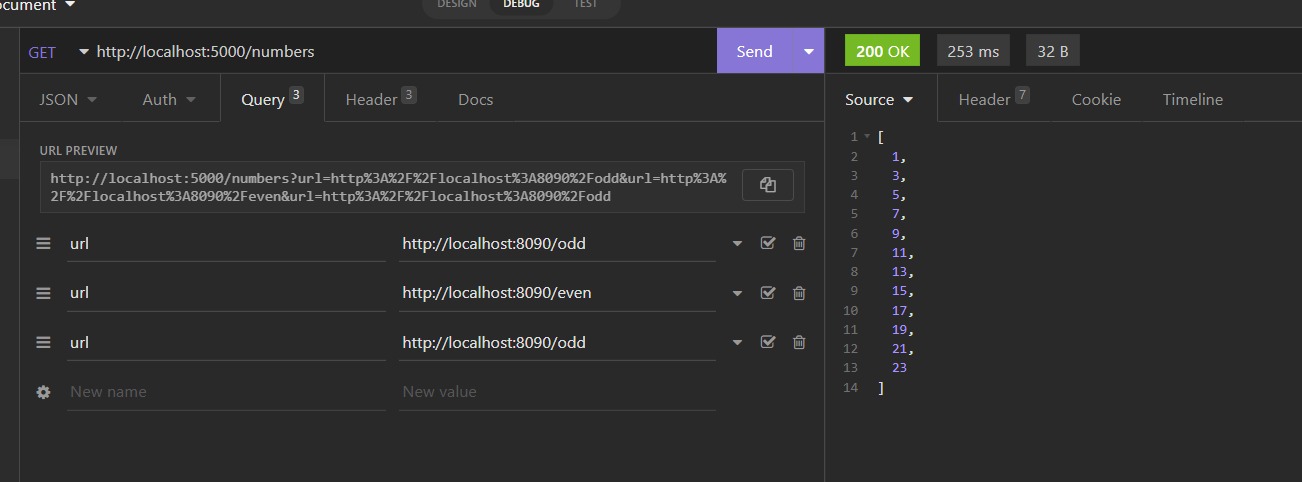 ocument
DESIGN DEBUG TEST
GET http://localhost:5000/numbers Send
200 OK 253 ms 32 B
JSON Auth Query 3 Header 3 Docs
Source Header 7 Cookie Timeline
URL PREVIEW
http://localhost:5000/numbers?url=http%3A%2F%2Flocalhost%3A8090%2Fodd&url=http%3A%
2F%2Flocalhost%3A8090%2Feven&url=http%3A%2F%2Flocalhost%3A8090%2Fodd
url http://localhost:8090/odd
url http://localhost:8090/even
url http://localhost:8090/odd
New name New value
1 [
2 1,
3 3,
4 5,
5 7,
6 9,
7 11,
8 13,
9 15,
10 17,
11 19,
12 21,
13 23
14 ]